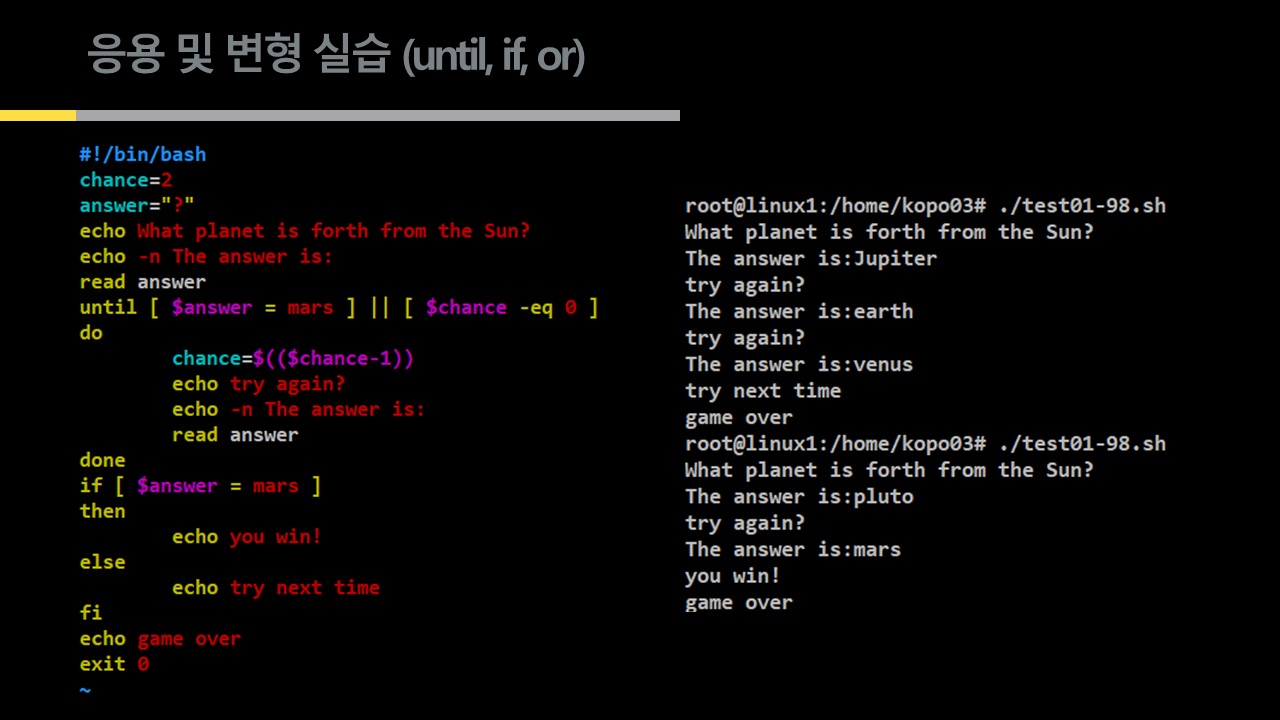 응용 및 변형 실습 (until, if, or)
#!/bin/bash
chance=2
answer="?"
echo What planet is forth from the Sun?
echo -n The answer is:
read answer
until [ $answer = mars ] || [ $chance -eq 0 ]
do
chance=$(($chance-1))
echo try again?
echo -n The answer is:
read answer
done
if [ $answer = mars ]
then
echo you win!
else
echo try next time
fi
echo game over
exit 0
~
root@linux1:/home/kopo03# ./test01-98.sh
What planet is forth from the Sun?
The answer is:Jupiter
try again?
The answer is:earth
try again?
The answer is:venus
try next time
game over
root@linux1:/home/kopo03# ./test01-98.sh
What planet is forth from the Sun?
The answer is:pluto
try again?
The answer is:mars
you win!
game over